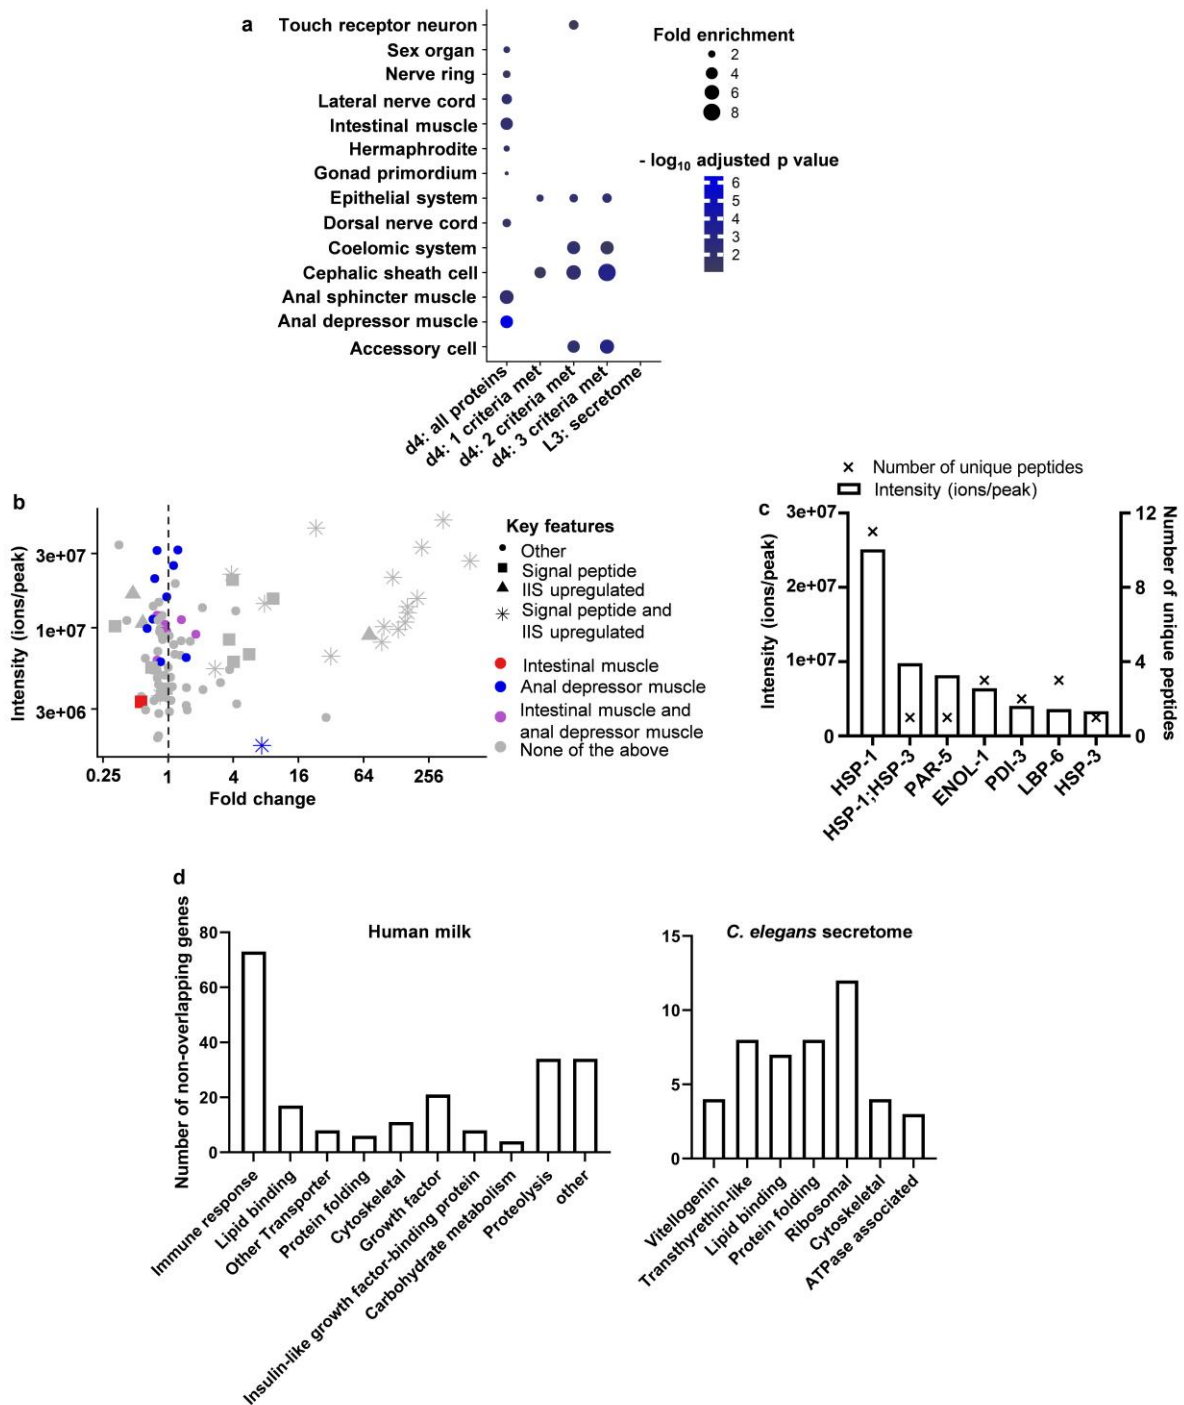 a
Touch receptor neuron
Sex organ
Nerve ring
Lateral nerve cord
Intestinal muscle
Hermaphrodite
Gonad primordium
Epithelial system
Dorsal nerve cord
Coelomic system
Cephalic sheath cell
Anal sphincter muscle
Anal depressor muscle
Accessory cell
d4: all proteins
d4: 1 criteria met
d4: 2 criteria met
d4: 3 criteria met
L3: secretome
Fold enrichment
2
4
6
8
- log10 adjusted p value
6
5
4
3
2
b
Intensity (ions/peak)
3e+07
1e+07
3e+06
0.25
1
4
16
64
256
Fold change
Key features
Other
Signal peptide
IIS upregulated
Signal peptide and
IIS upregulated
Intestinal muscle
Anal depressor muscle
Intestinal muscle and
anal depressor muscle
None of the above
c
× Number of unique peptides
Intensity (ions/peak)
Intensity (ions/peak)
3e+07
2e+07
1e+07
0
12
8
4
0
Number of unique peptides
HSP-1
HSP-1;HSP-3
PAR-5
ENOL-1
PDI-3
LBP-6
HSP-3
d
Number of non-overlapping genes
Human milk
80
60
40
20
0
Immune response
Lipid binding
Other Transporter
Protein folding
Cytoskeletal
Growth factor
Insulin-like growth factor-binding protein
Carbohydrate metabolism
Proteolysis
other
C. elegans secretome
15
10
5
0
Vitellogenin
Transthyrethin-like
Lipid binding
Protein folding
Ribosomal
Cytoskeletal
ATPase associated